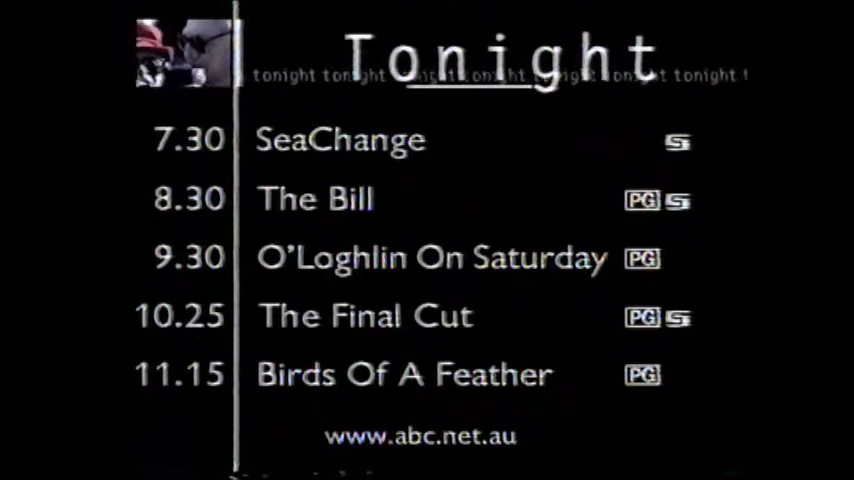 Tonight
tonight tonight tonight tonight tonight tonight tonight !
7.30 SeaChange S
8.30 The Bill PG S
9.30 O'Loghlin On Saturday PG
10.25 The Final Cut PG S
11.15 Birds Of A Feather PG
www.abc.net.au